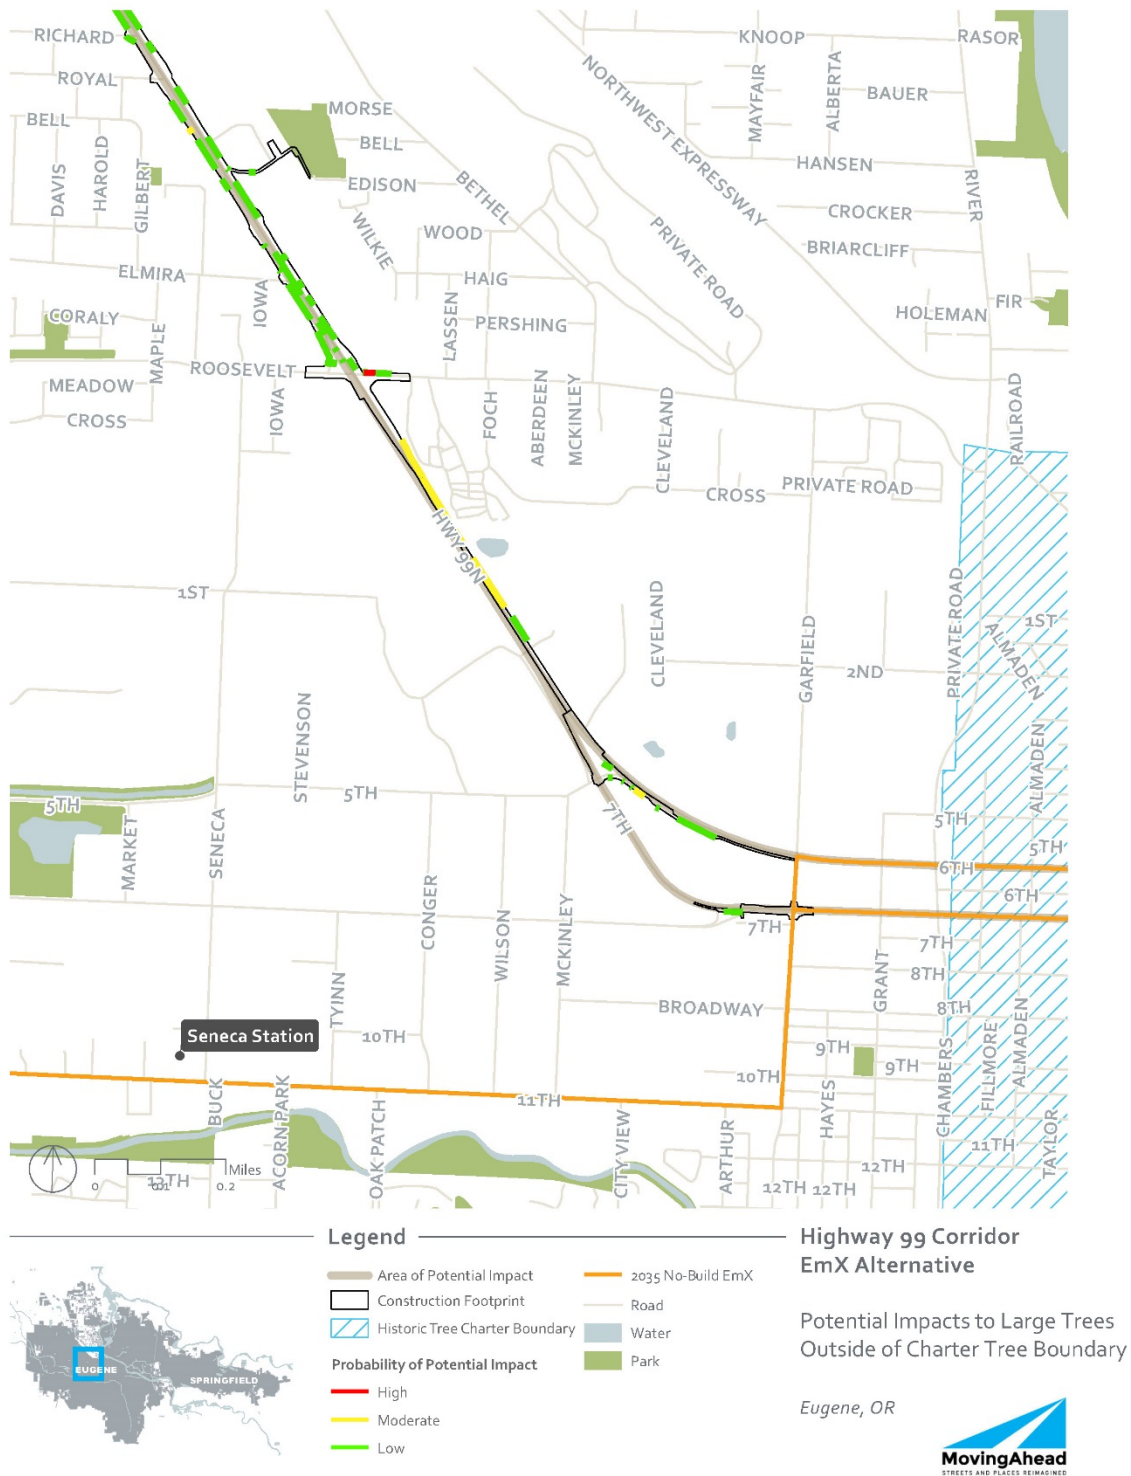 RICHARD
KNOOP
RASOR
ROYAL
NORTHWEST EXPRESSWAY
MAYFAIR
ALBERTA
BAUER
MORSE
BELL
BELL
HANSEN
DAVIS
HAROLD
GILBERT
EDISON
BETHEL
RIVER
CROCKER
WILKIE
WOOD
PRIVATE ROAD
BRIARCLIFF
ELMIRA
HAIG
IOWA
FIR
HOLEMAN
CORALY
MAPLE
LASSEN
PERSHING
ROOSEVELT
MEADOW
CROSS
IOWA
FOCH
ABERDEEN
MCKINLEY
CLEVELAND
RAILROAD
CROSS
PRIVATE ROAD
HWY 99N
1ST
CLEVELAND
GARFIELD
PRIVATE ROAD
1ST
ALMADEN
2ND
STEVENSON
ALMADEN
5TH
5TH
7TH
5TH
5TH
MARKET
SENECA
6TH
6TH
CONGER
WILSON
MCKINLEY
7TH
7TH
8TH
GRANT
TYINN
BROADWAY
8TH
Seneca Station
10TH
9TH
9TH
FILLMORE
ALMADEN
10TH
BUCK
ACORN PARK
11TH
HAYES
CHAMBERS
OAK PATCH
CITY VIEW
ARTHUR
11TH
TAYLOR
12TH
12TH
12TH
12TH
Miles
0
0.1
0.2
Legend
Area of Potential Impact
Construction Footprint
Historic Tree Charter Boundary
Probability of Potential Impact
High
Moderate
Low
2035 No-Build EmX
Road
Water
Park
EUGENE
SPRINGFIELD
Highway 99 Corridor
EmX Alternative
Potential Impacts to Large Trees
Outside of Charter Tree Boundary
Eugene, OR
MovingAhead
STREETS AND PLACES REIMAGINED